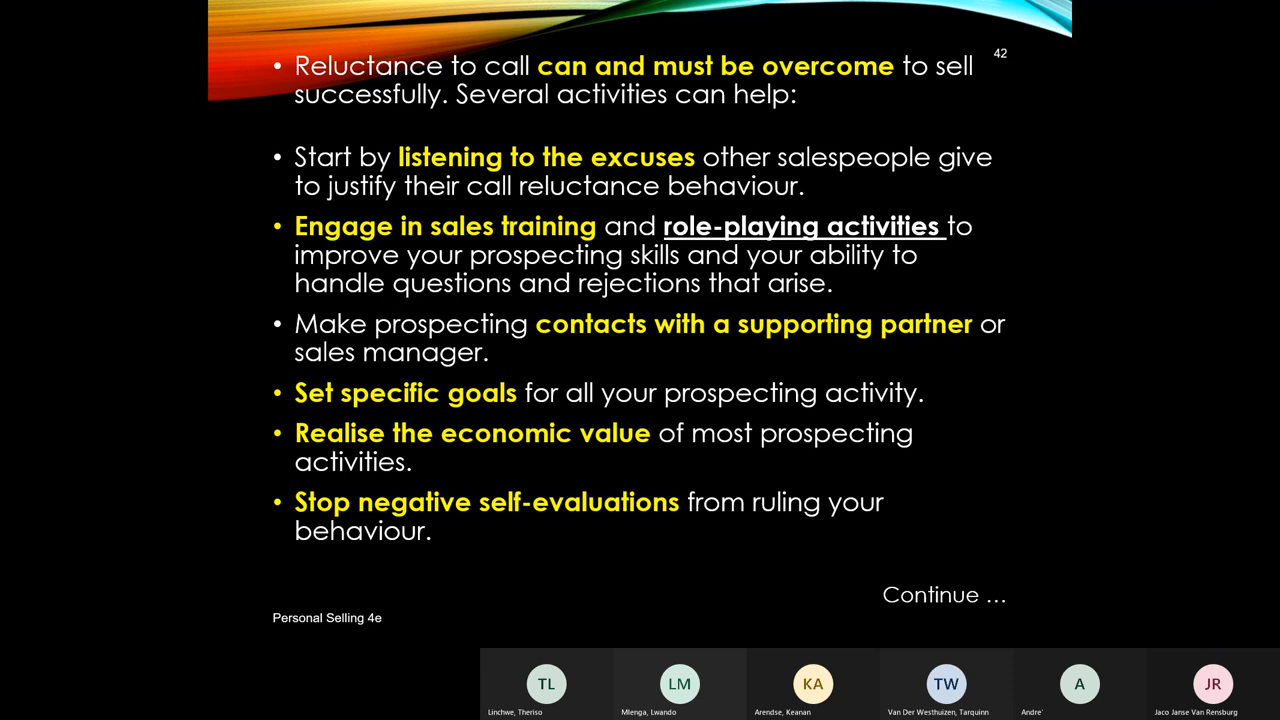 42
• Reluctance to call can and must be overcome to sell
successfully. Several activities can help:
• Start by listening to the excuses other salespeople give
to justify their call reluctance behaviour.
• Engage in sales training and role-playing activities to
improve your prospecting skills and your ability to
handle questions and rejections that arise.
• Make prospecting contacts with a supporting partner or
sales manager.
• Set specific goals for all your prospecting activity.
• Realise the economic value of most prospecting
activities.
• Stop negative self-evaluations from ruling your
behaviour.
Continue …
Personal Selling 4e
TL LM KA TW A JR
Linchwe, Theriso Mlenga, Lwando Arendse, Keanan Van Der Westhuizen, Tarquinn Andre' Jaco Janse Van Rensburg